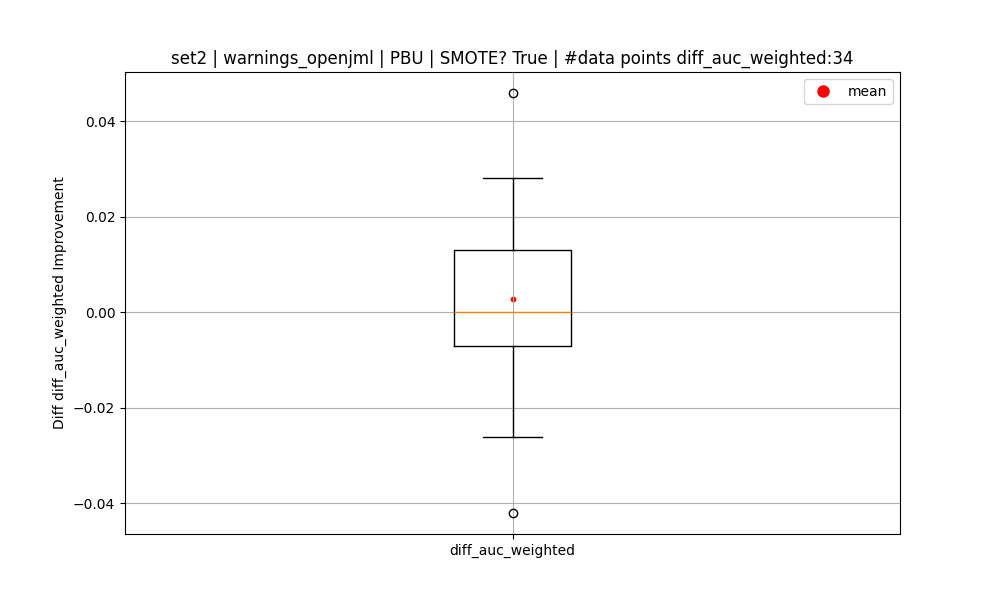 set2 | warnings_openjml | PBU | SMOTE? True | #data points diff_auc_weighted:34
mean
Diff diff_auc_weighted Improvement
0.04
0.02
0.00
−0.02
−0.04
diff_auc_weighted